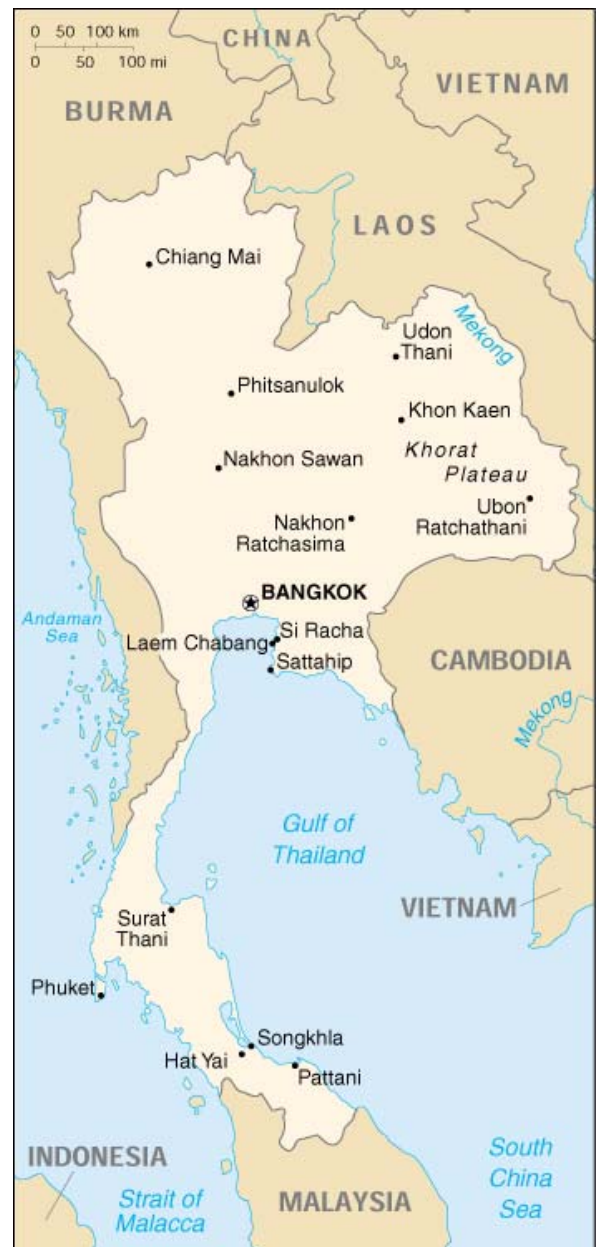 0 50 100 km
0 50 100 mi
CHINA
VIETNAM
BURMA
LAOS
Chiang Mai
Udon
Thani
Mekong
Phitsanulok
Khon Kaen
Khorat
Plateau
Nakhon Sawan
Ubon
Ratchathani
Nakhon
Ratchasima
BANGKOK
Andaman
Sea
Si Racha
Laem Chabang
Sattahip
CAMBODIA
Mekong
Gulf of
Thailand
VIETNAM
Surat
Thani
Phuket
Songkhla
Hat Yai
Pattani
INDONESIA
Strait of
Malacca
MALAYSIA
South
China
Sea